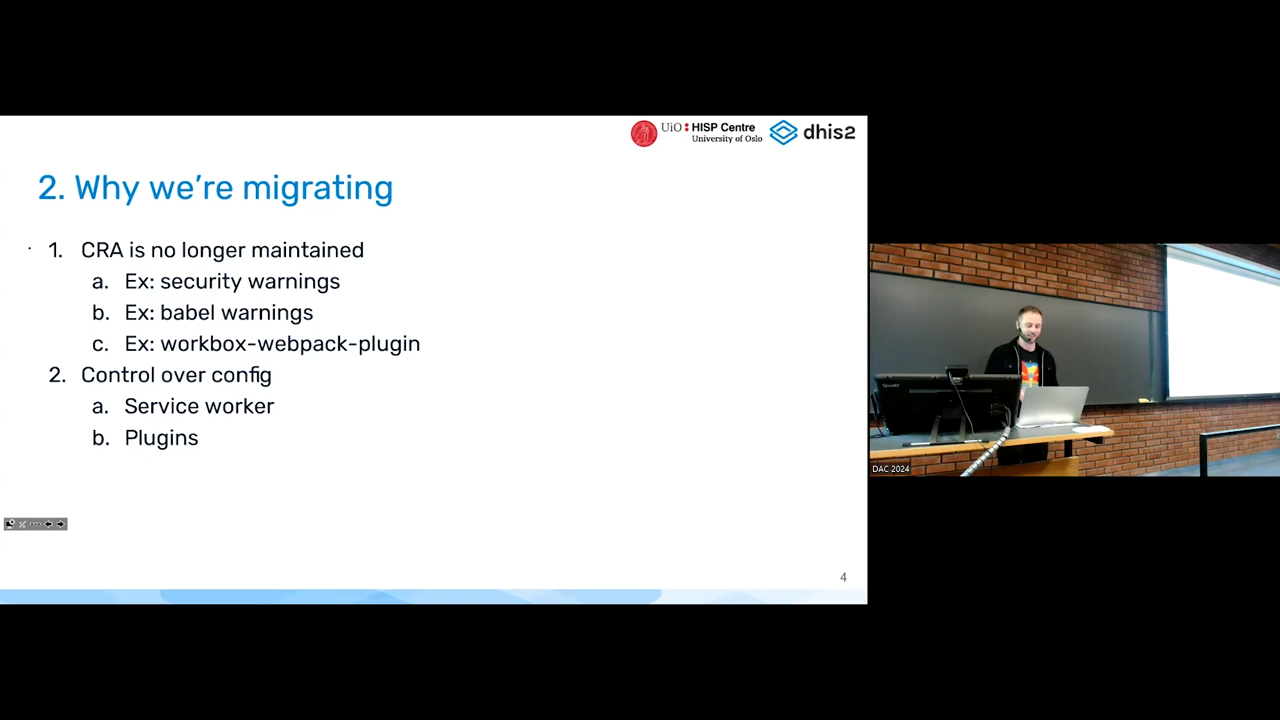 UiO HISP Centre
University of Oslo
dhis2
2. Why we're migrating
1. CRA is no longer maintained
a. Ex: security warnings
b. Ex: babel warnings
c. Ex: workbox-webpack-plugin
2. Control over config
a. Service worker
b. Plugins
4
DAC 2024